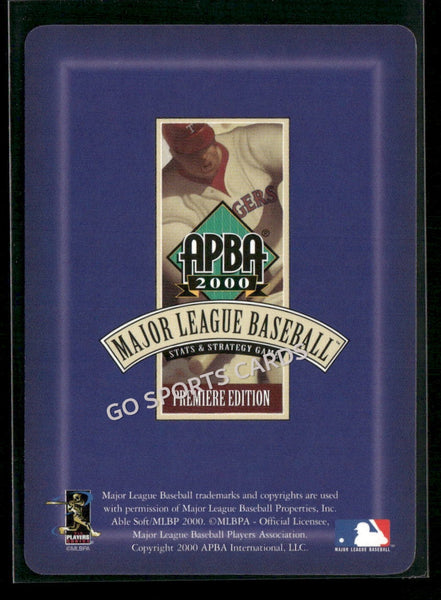 T
GERS
APBA®
2000
MAJOR LEAGUE BASEBALL™
STATS & STRATEGY GAME
GO SPORTS CARDS
PREMIERE EDITION
Major League Baseball trademarks and copyrights are used
with permission of Major League Baseball Properties, Inc.
Able Soft/MLBP 2000. ©MLBPA - Official Licensee,
Major League Baseball Players Association.
Copyright 2000 APBA International, LLC.
PLAYERS
©MLBPA
MAJOR LEAGUE BASEBALL